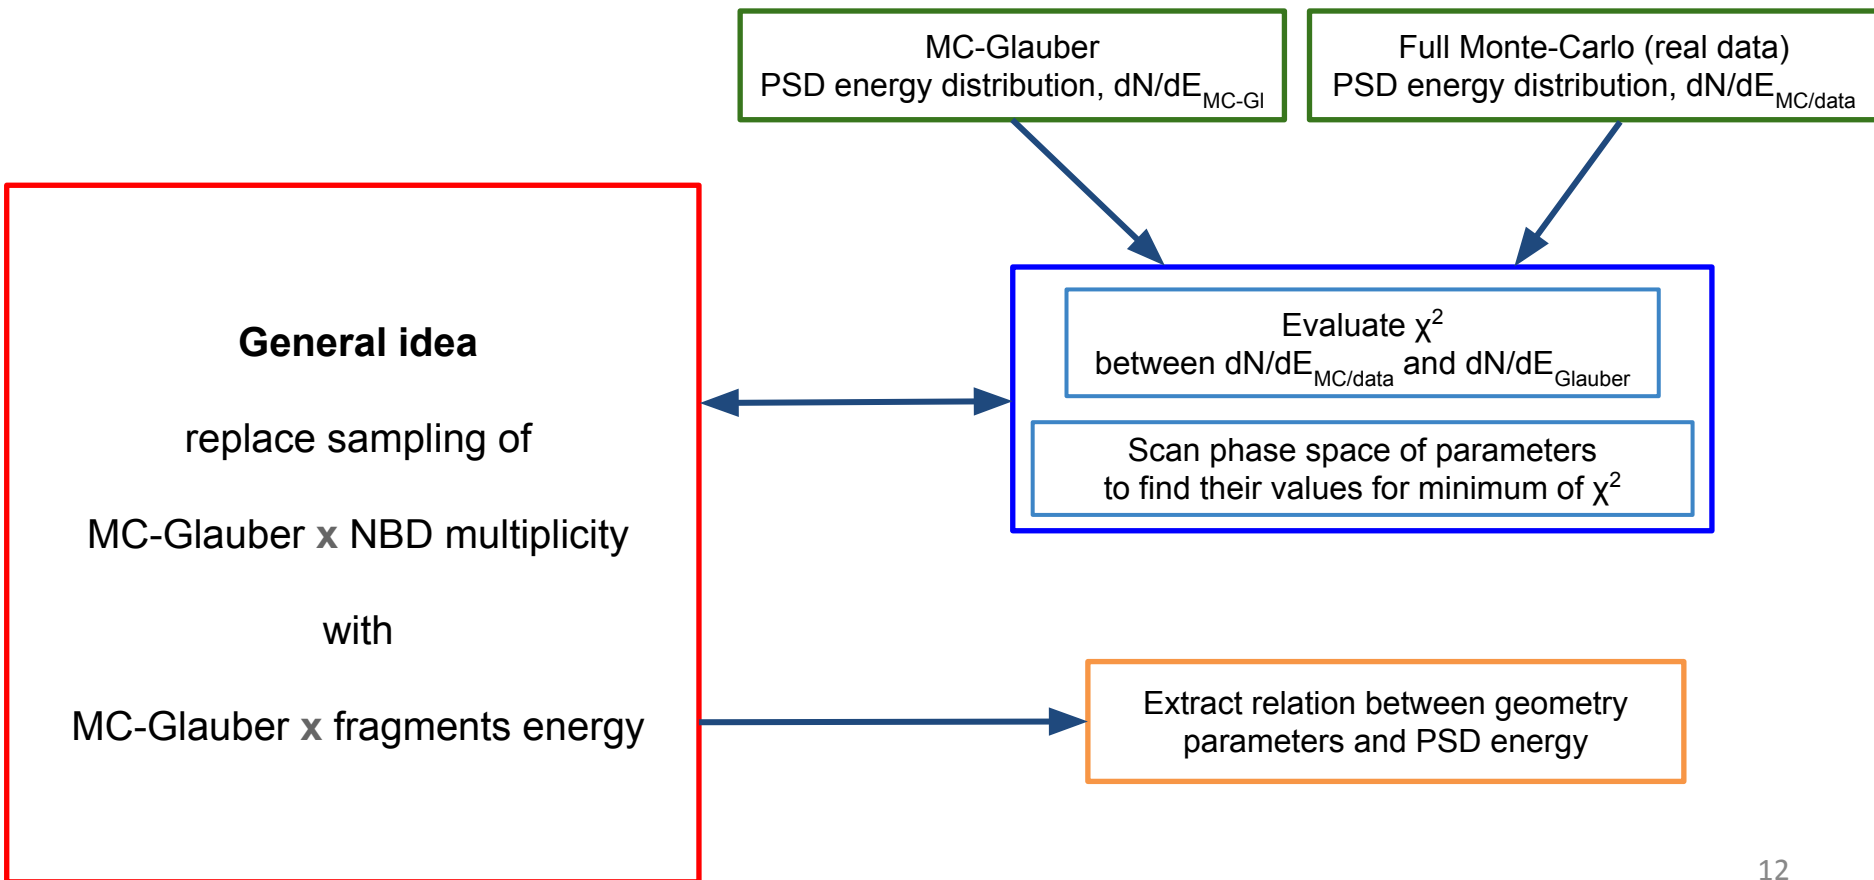 MC-Glauber
PSD energy distribution, dN/dE_MC-Gl
Full Monte-Carlo (real data)
PSD energy distribution, dN/dE_MC/data
General idea
replace sampling of
MC-Glauber x NBD multiplicity
with
MC-Glauber x fragments energy
Evaluate χ²
between dN/dE_MC/data and dN/dE_Glauber
Scan phase space of parameters
to find their values for minimum of χ²
Extract relation between geometry
parameters and PSD energy
12